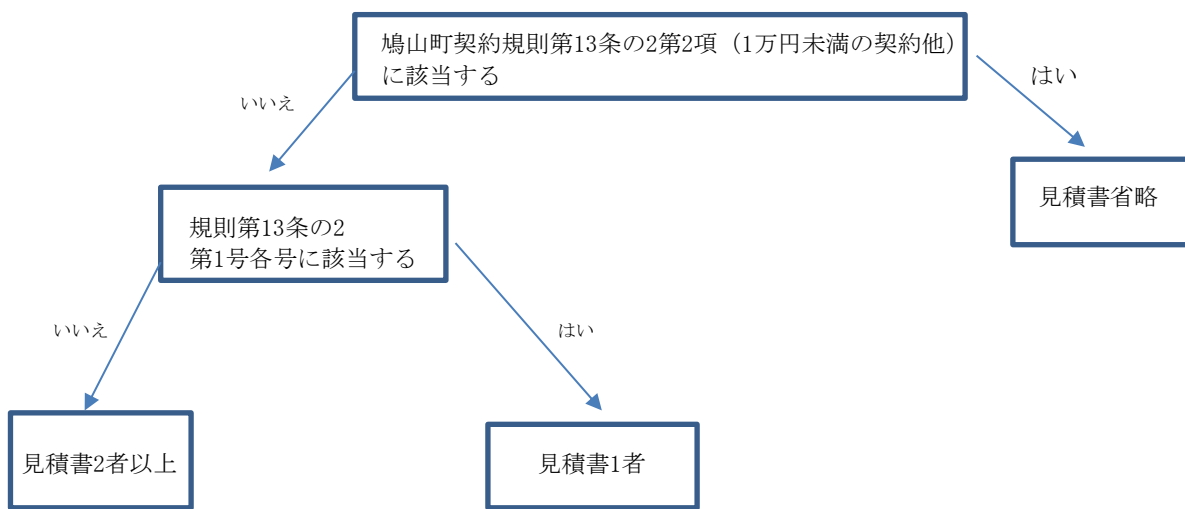 鳩山町契約規則第13条の2第2項（1万円未満の契約他）
に該当する
いいえ
はい
見積書省略
規則第13条の2
第1号各号に該当する
いいえ
はい
見積書2者以上
見積書1者